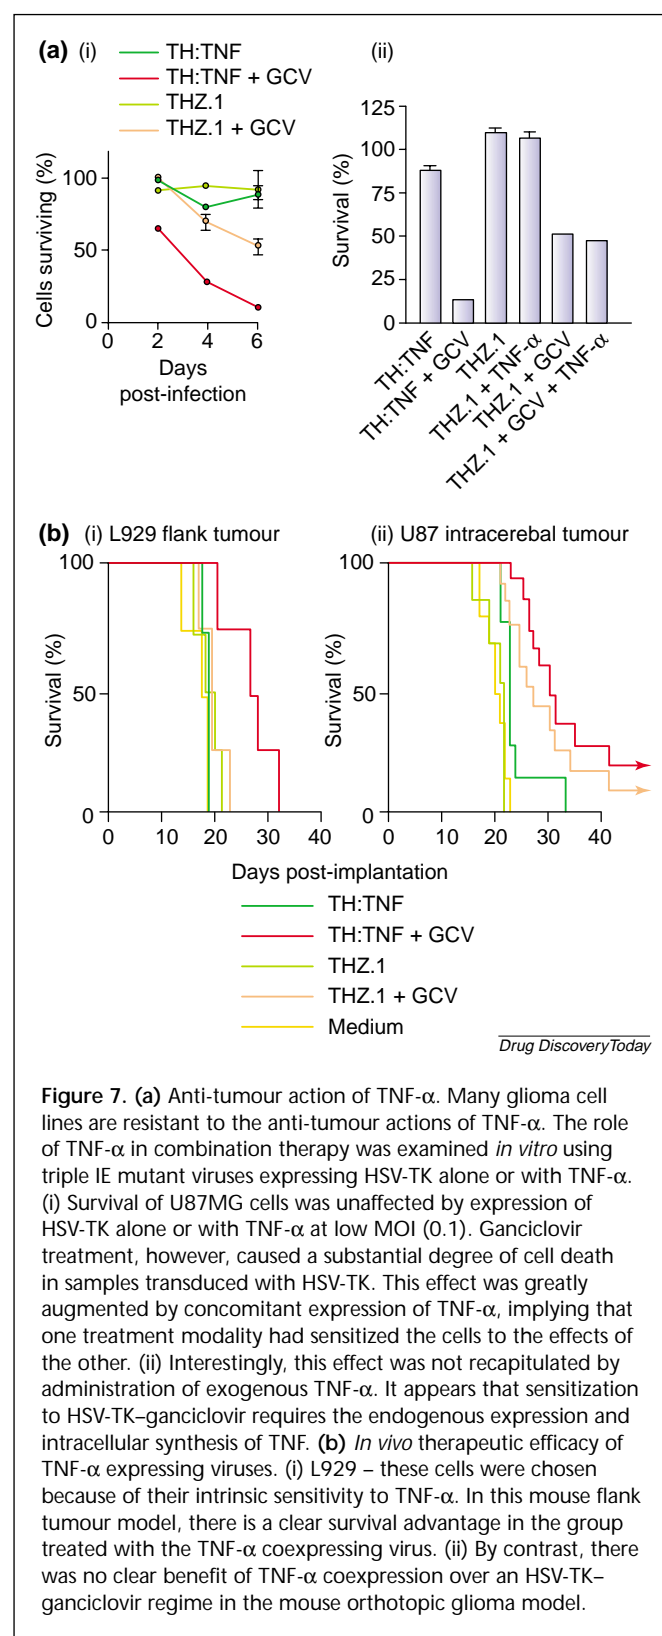 (a) (i)
TH:TNF
TH:TNF + GCV
THZ.1
THZ.1 + GCV
Cells surviving (%)
100
50
0
0 2 4 6
Days
post-infection
(ii)
Survival (%)
125
100
75
50
25
0
TH:TNF
TH:TNF + GCV
THZ.1
THZ.1 + TNF-α
THZ.1 + GCV
THZ.1 + GCV + TNF-α
(b) (i) L929 flank tumour
Survival (%)
100
50
0
0 10 20 30 40
(ii) U87 intracerebal tumour
Survival (%)
100
50
0
0 10 20 30 40
Days post-implantation
TH:TNF
TH:TNF + GCV
THZ.1
THZ.1 + GCV
Medium
Drug DiscoveryToday
Figure 7. (a) Anti-tumour action of TNF-α. Many glioma cell
lines are resistant to the anti-tumour actions of TNF-α. The role
of TNF-α in combination therapy was examined in vitro using
triple IE mutant viruses expressing HSV-TK alone or with TNF-α.
(i) Survival of U87MG cells was unaffected by expression of
HSV-TK alone or with TNF-α at low MOI (0.1). Ganciclovir
treatment, however, caused a substantial degree of cell death
in samples transduced with HSV-TK. This effect was greatly
augmented by concomitant expression of TNF-α, implying that
one treatment modality had sensitized the cells to the effects of
the other. (ii) Interestingly, this effect was not recapitulated by
administration of exogenous TNF-α. It appears that sensitization
to HSV-TK–ganciclovir requires the endogenous expression and
intracellular synthesis of TNF. (b) In vivo therapeutic efficacy of
TNF-α expressing viruses. (i) L929 – these cells were chosen
because of their intrinsic sensitivity to TNF-α. In this mouse flank
tumour model, there is a clear survival advantage in the group
treated with the TNF-α coexpressing virus. (ii) By contrast, there
was no clear benefit of TNF-α coexpression over an HSV-TK–
ganciclovir regime in the mouse orthotopic glioma model.